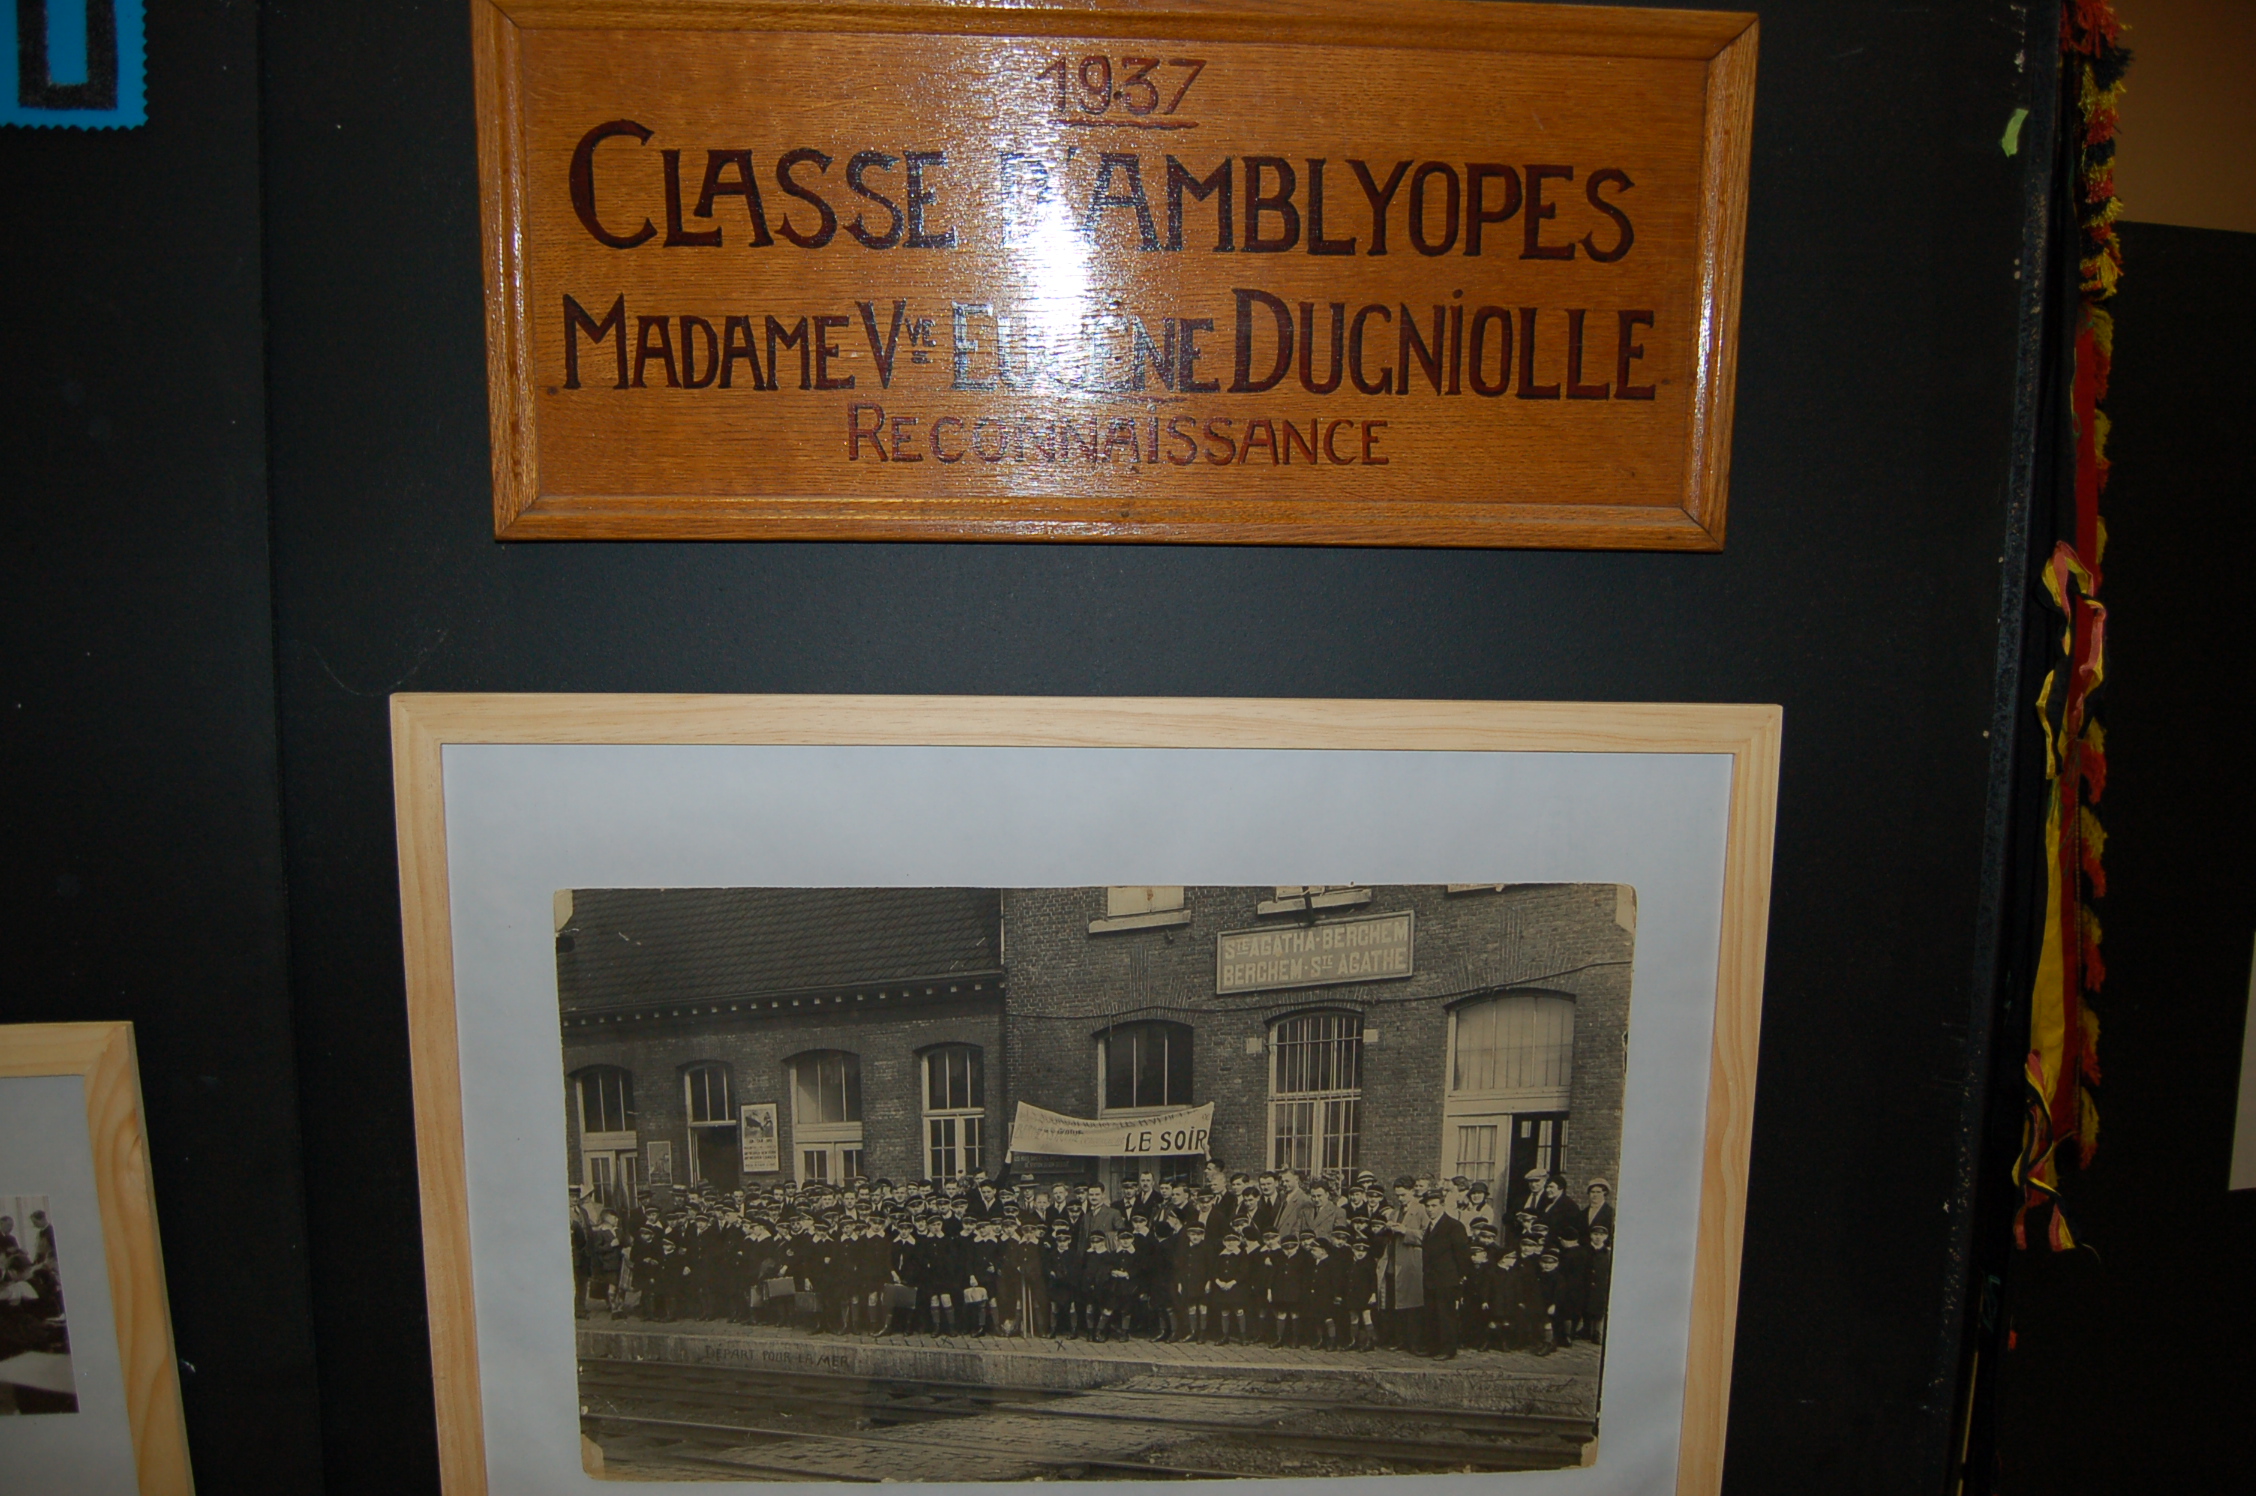 1937
CLASSE D'AMBLYOPES
MADAME Vve EUGÈNE DUGNIOLLE
RECONNAISSANCE
Ste AGATHA-BERCHEM
BERCHEM-Ste AGATHE
LE SOIR
DÉPART POUR LA MER